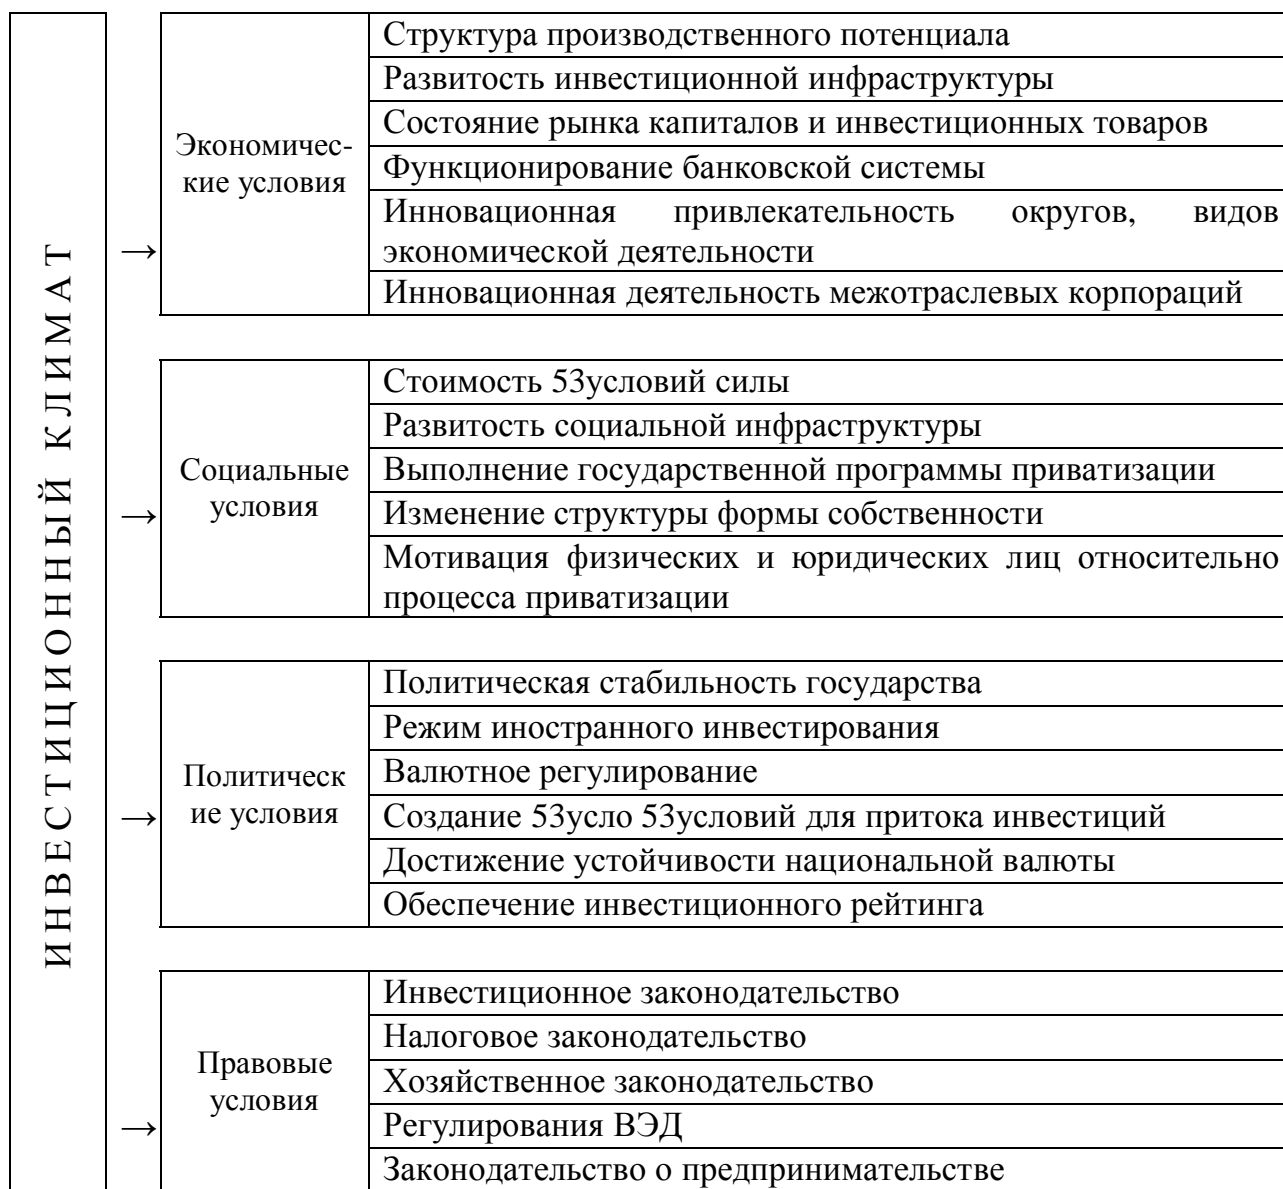 ИНВЕСТИЦИОННЫЙ КЛИМАТ
→
Экономичес-
кие условия
Структура производственного потенциала
Развитость инвестиционной инфраструктуры
Состояние рынка капиталов и инвестиционных товаров
Функционирование банковской системы
Инновационная привлекательность округов, видов
экономической деятельности
Инновационная деятельность межотраслевых корпораций
→
Социальные
условия
Стоимость 53условий силы
Развитость социальной инфраструктуры
Выполнение государственной программы приватизации
Изменение структуры формы собственности
Мотивация физических и юридических лиц относительно
процесса приватизации
→
Политическ
ие условия
Политическая стабильность государства
Режим иностранного инвестирования
Валютное регулирование
Создание 53усло 53условий для притока инвестиций
Достижение устойчивости национальной валюты
Обеспечение инвестиционного рейтинга
→
Правовые
условия
Инвестиционное законодательство
Налоговое законодательство
Хозяйственное законодательство
Регулирования ВЭД
Законодательство о предпринимательстве